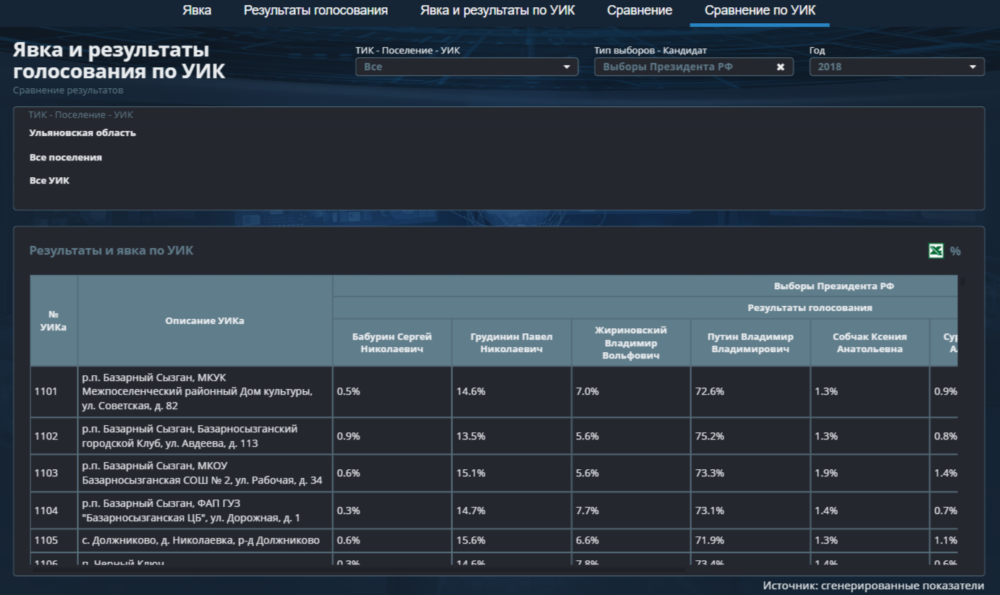 Явка
Результаты голосования
Явка и результаты по УИК
Сравнение
Сравнение по УИК
Явка и результаты
голосования по УИК
Сравнение результатов
ТИК - Поселение - УИК
Все
Тип выборов - Кандидат
Выборы Президента РФ
Год
2018
ТИК - Поселение - УИК
Ульяновская область
Все поселения
Все УИК
Результаты и явка по УИК
%
№
УИКа
Описание УИКа
Выборы Президента РФ
Результаты голосования
Бабурин Сергей
Николаевич
Грудинин Павел
Николаевич
Жириновский
Владимир
Вольфович
Путин Владимир
Владимирович
Собчак Ксения
Анатольевна
1101
р.п. Базарный Сызган, МКУК
Межпоселенческий районный Дом культуры,
ул. Советская, д. 82
0.5%
14.6%
7.0%
72.6%
1.3%
0.9%
1102
р.п. Базарный Сызган, Базарносызганский
городской Клуб, ул. Авдеева, д. 113
0.9%
13.5%
5.6%
75.2%
1.3%
0.8%
1103
р.п. Базарный Сызган, МКОУ
Базарносызганская СОШ № 2, ул. Рабочая, д. 34
0.6%
15.1%
5.6%
73.3%
1.9%
1.4%
1104
р.п. Базарный Сызган, ФАП ГУЗ
"Базарносызганская ЦБ", ул. Дорожная, д. 1
0.3%
14.7%
7.7%
73.1%
1.4%
0.7%
1105
с. Должниково, д. Николаевка, р-д Должниково
0.6%
15.6%
6.6%
71.9%
1.3%
1.1%
1106
п. Черный Ключ
0.3%
14.6%
7.8%
73.4%
1.4%
0.6%
Источник: сгенерированные показатели